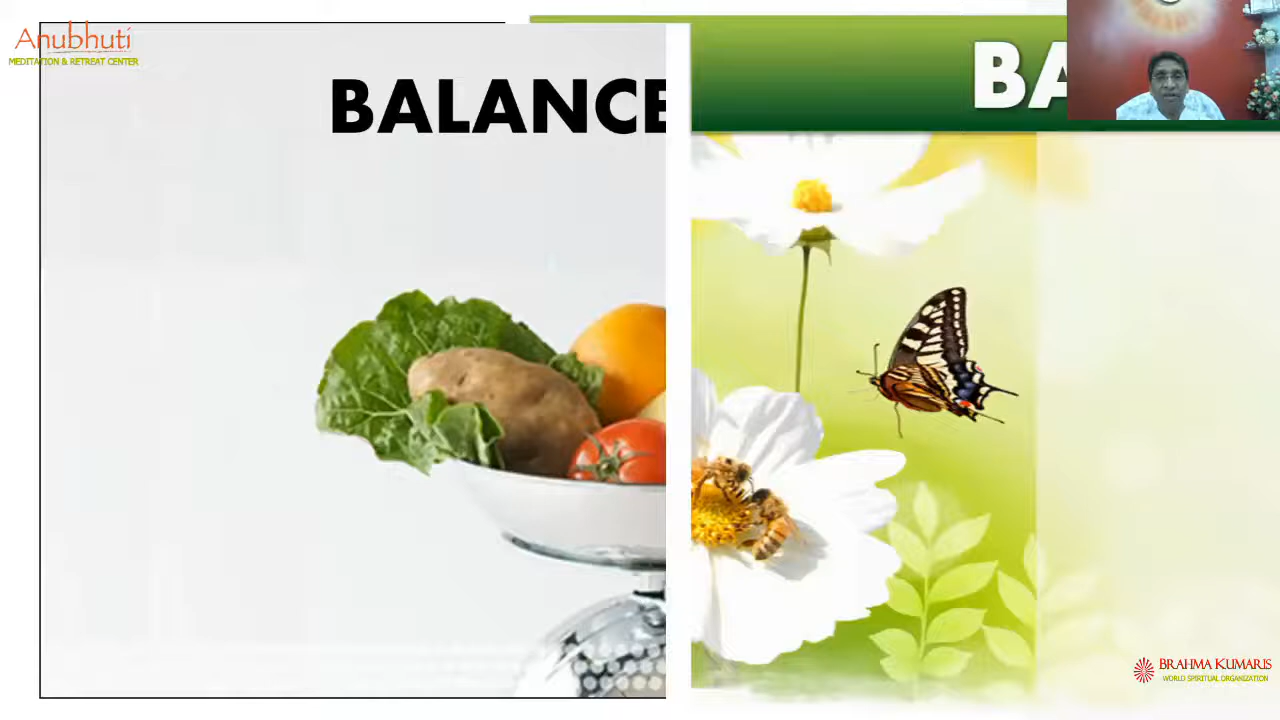 Anubhuti
MEDITATION & RETREAT CENTER
BALANCE
BA
BRAHMA KUMARIS
WORLD SPIRITUAL ORGANIZATION